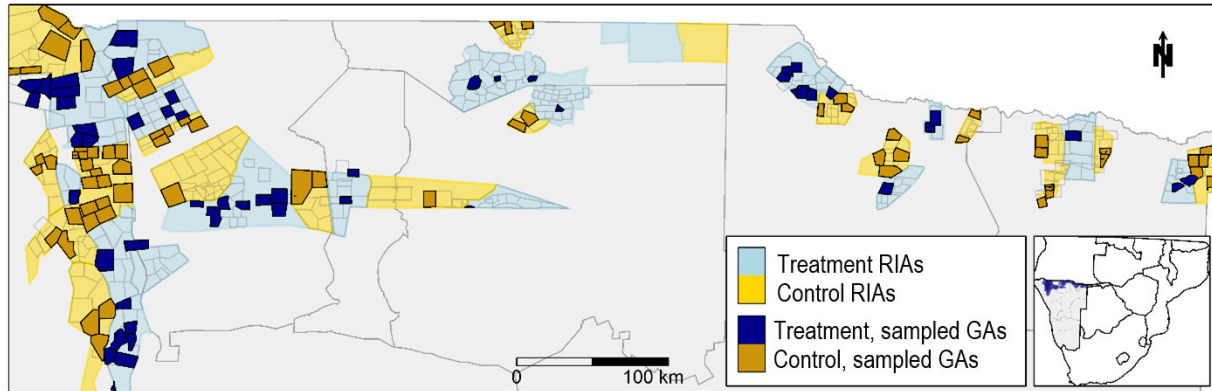 N
Treatment RIAs
Control RIAs
Treatment, sampled GAs
Control, sampled GAs
0 100 km